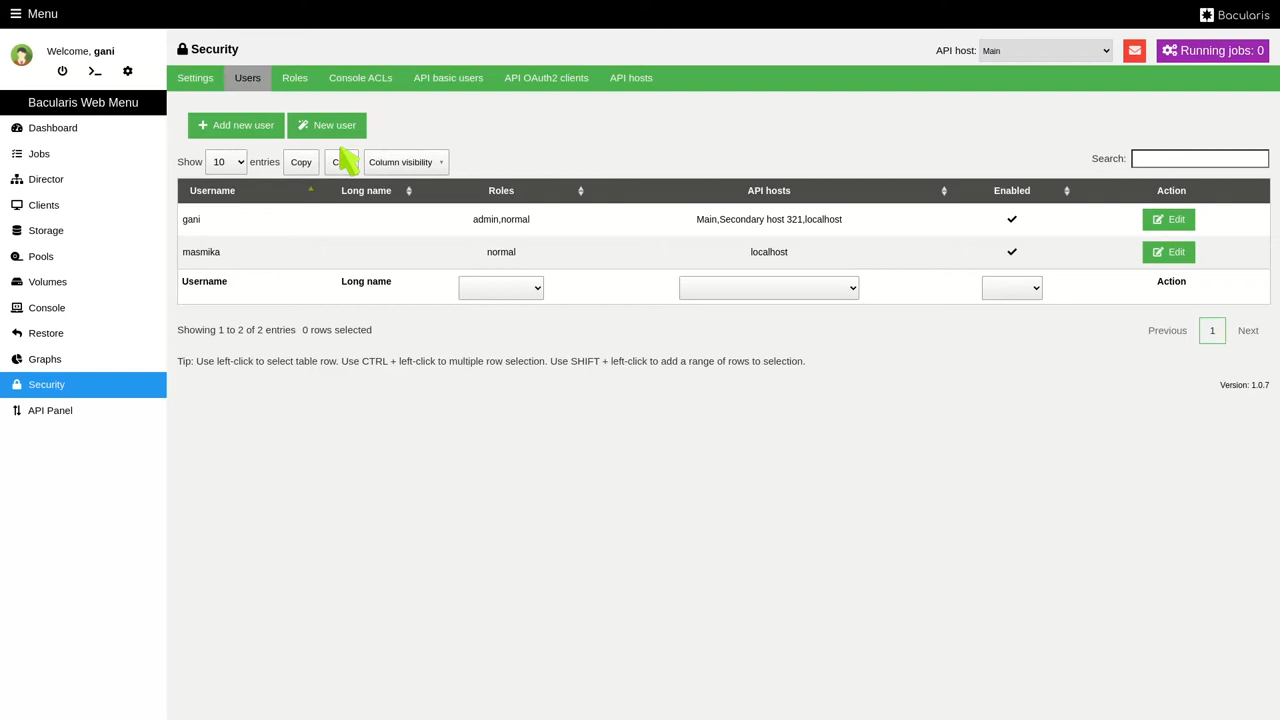 Menu
Bacularis
Welcome, gani
Security
API host:
Main
Running jobs: 0
Settings
Users
Roles
Console ACLs
API basic users
API OAuth2 clients
API hosts
Bacularis Web Menu
Dashboard
Jobs
Director
Clients
Storage
Pools
Volumes
Console
Restore
Graphs
Security
API Panel
Add new user
New user
Show 10 entries
Copy
Column visibility
Search:
Username Long name Roles API hosts Enabled Action
gani admin,normal Main,Secondary host 321,localhost Edit
masmika normal localhost Edit
Username Long name Action
Showing 1 to 2 of 2 entries 0 rows selected
Previous 1 Next
Tip: Use left-click to select table row. Use CTRL + left-click to multiple row selection. Use SHIFT + left-click to add a range of rows to selection.
Version: 1.0.7